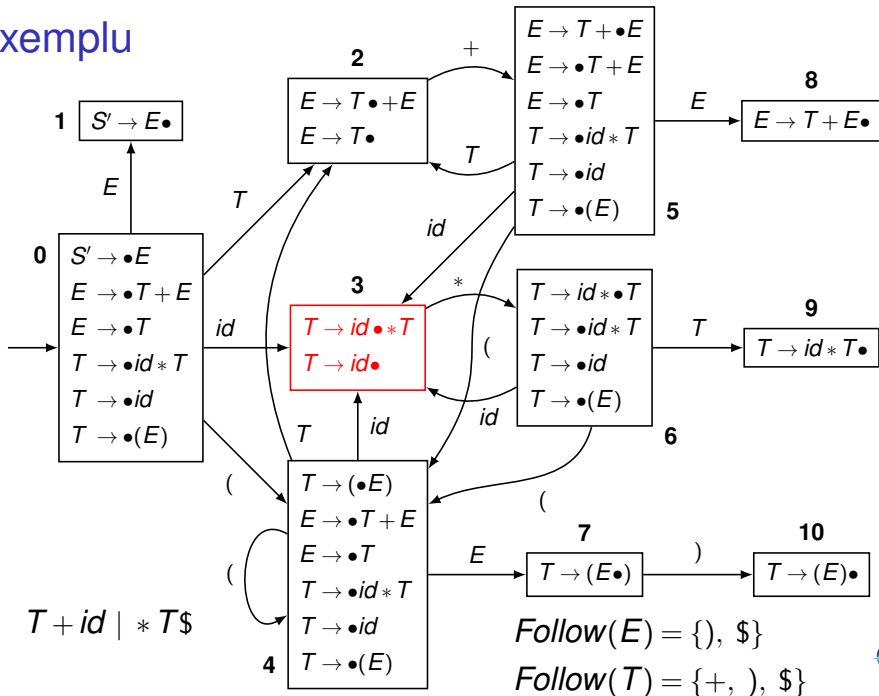 xemplu
1
S′ → E•
E
0
S′ → •E
E → •T + E
E → •T
T → •id * T
T → •id
T → •(E)
T
id
(
2
E → T• + E
E → T•
+
T
3
T → id• * T
T → id•
*
id
id
(
id
T
5
E → T + •E
E → •T + E
E → •T
T → •id * T
T → •id
T → •(E)
E
8
E → T + E•
6
T → id * •T
T → •id * T
T → •id
T → •(E)
T
9
T → id * T•
(
(
4
T → (•E)
E → •T + E
E → •T
T → •id * T
T → •id
T → •(E)
E
7
T → (E•)
)
10
T → (E)•
T + id | * T$
Follow(E) = {), $}
Follow(T) = {+, ), $}